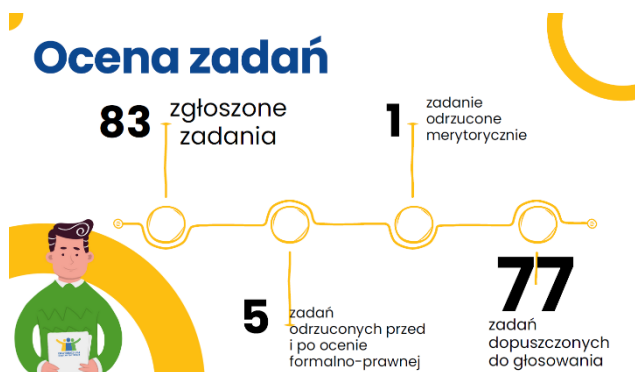 Ocena zadań
83 zgłoszone
zadania
1 zadanie
odrzucone
merytorycznie
5 zadań
odrzuconych przed
i po ocenie
formalno-prawnej
77
zadań
dopuszczonych
do głosowania